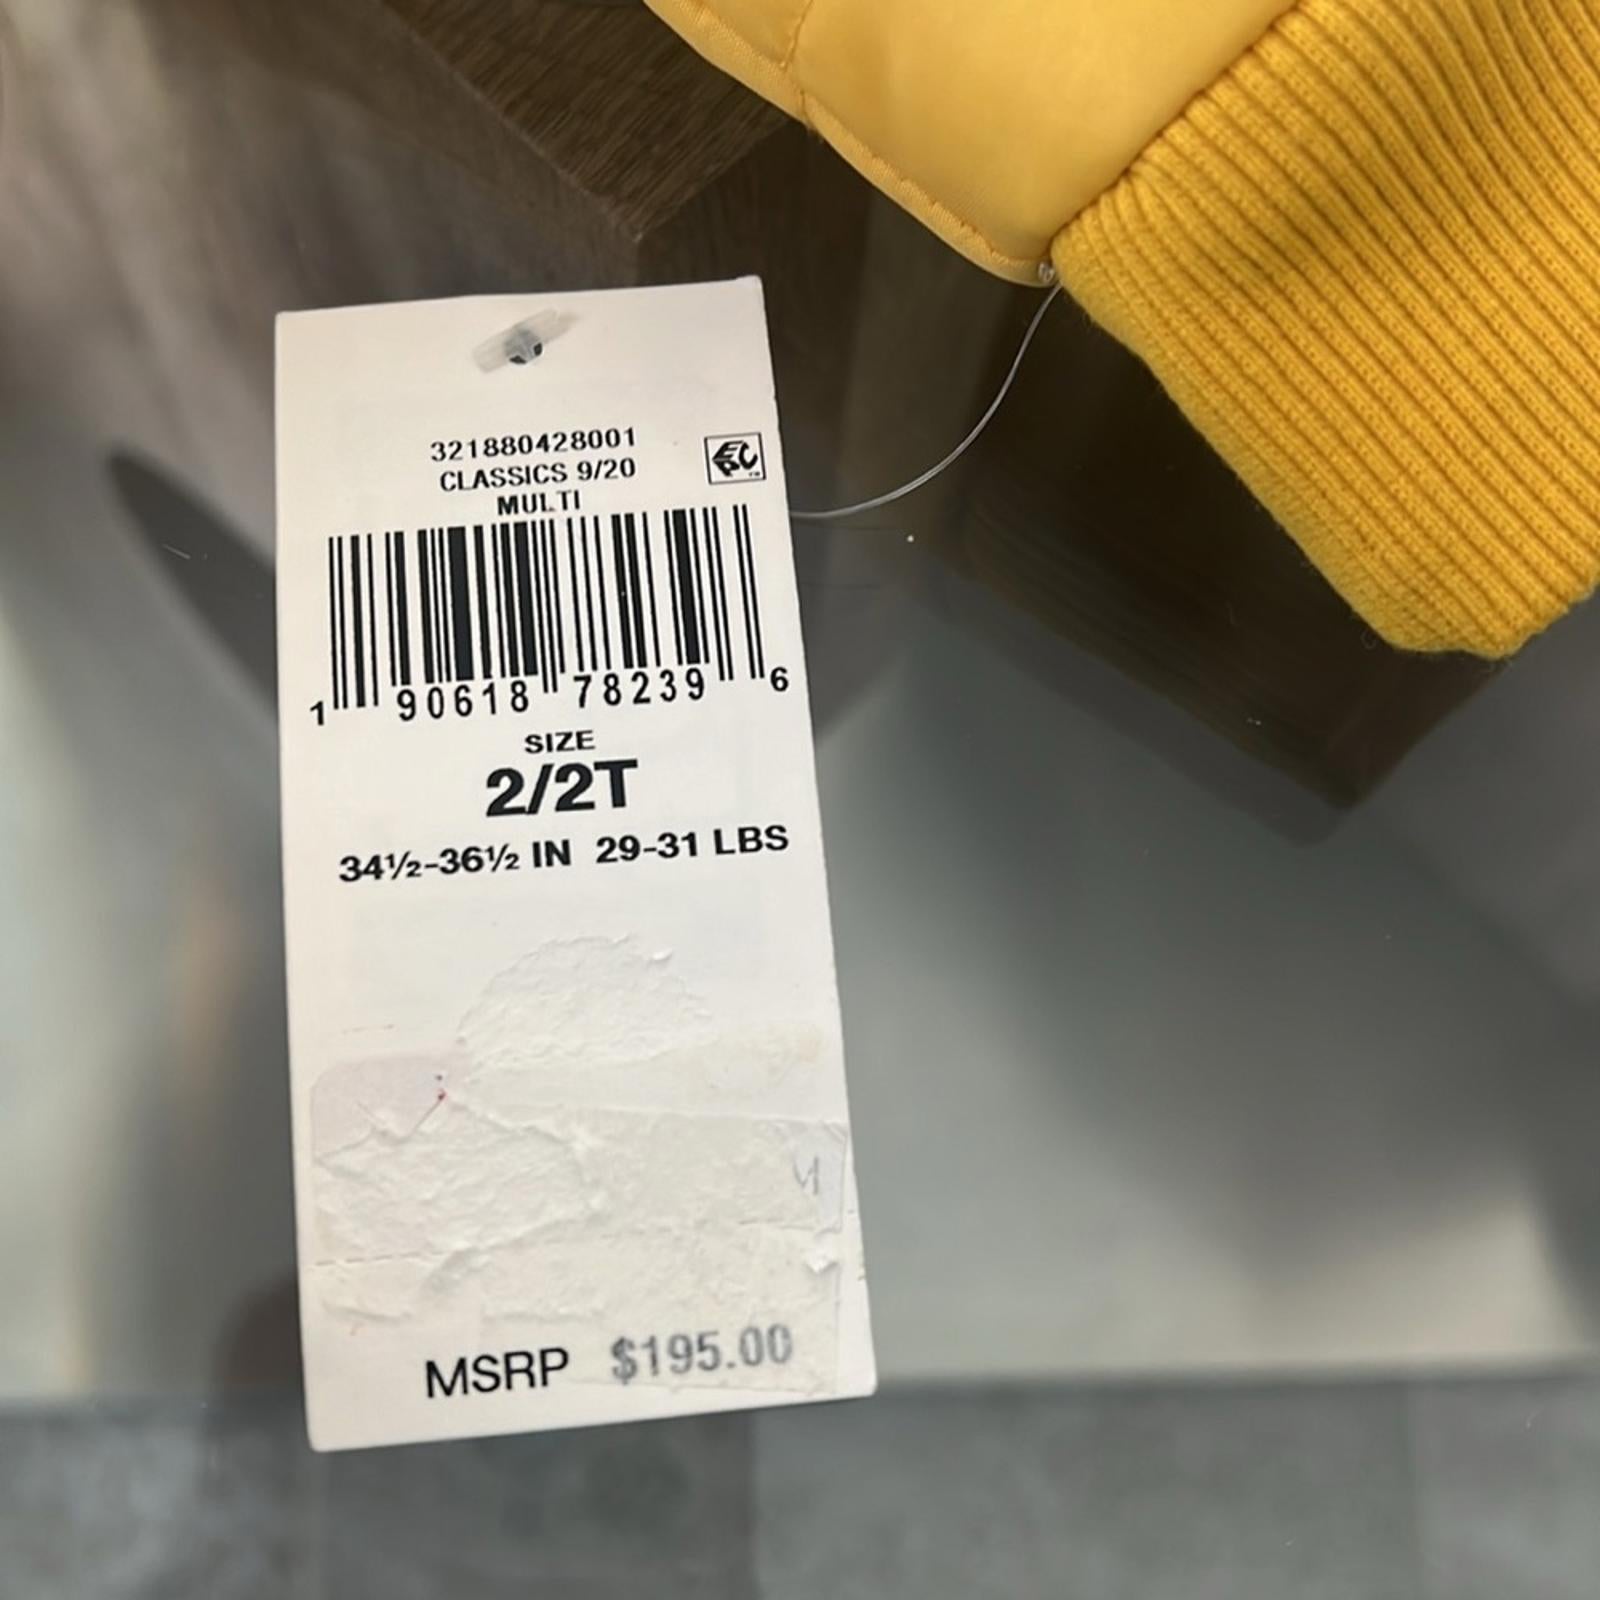 321880428001
CLASSICS 9/20
MULTI
1 90618 78239 6
SIZE
2/2T
34½-36½ IN 29-31 LBS
MSRP $195.00